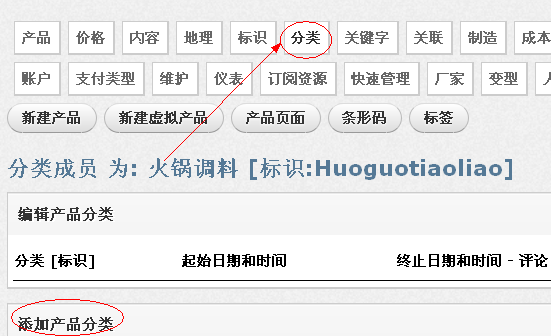 产品 价格 内容 地理 标识 分类 关键字 关联 制造 成本
账户 支付类型 维护 仪表 订阅资源 快速管理 厂家 变型
新建产品 新建虚拟产品 产品页面 条形码 标签
分类成员 为: 火锅调料 [标识:Huoguotiaoliao]
编辑产品分类
分类 [标识] 起始日期和时间 终止日期和时间 - 评论
添加产品分类